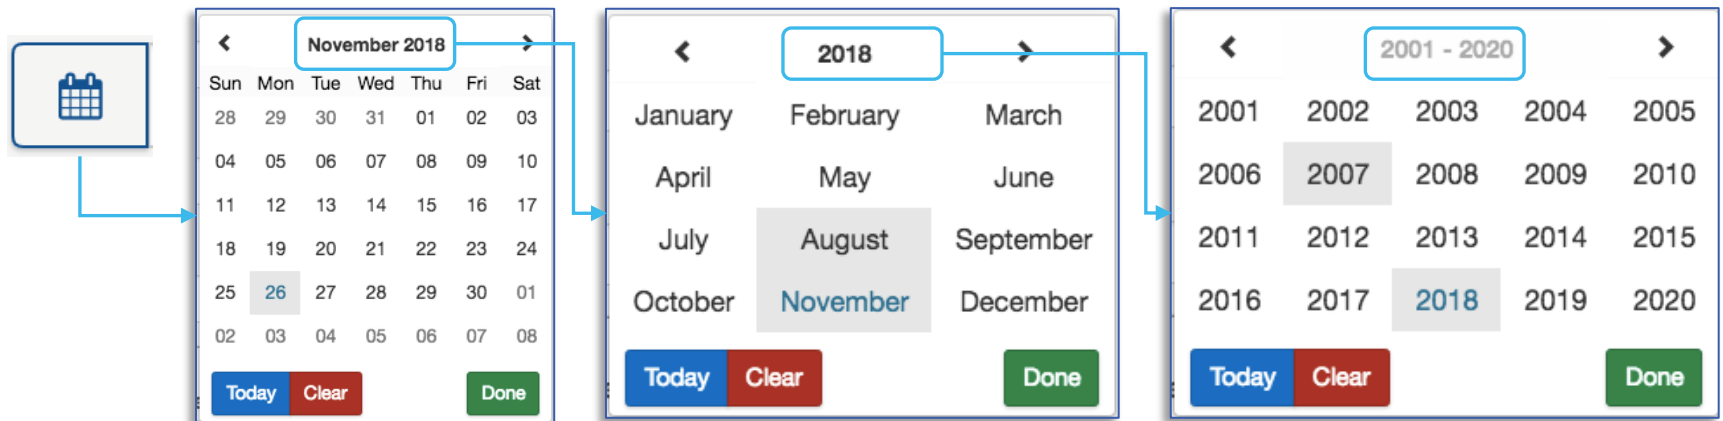 November 2018
Sun Mon Tue Wed Thu Fri Sat
28 29 30 31 01 02 03
04 05 06 07 08 09 10
11 12 13 14 15 16 17
18 19 20 21 22 23 24
25 26 27 28 29 30 01
02 03 04 05 06 07 08
Today Clear Done
2018
January February March
April May June
July August September
October November December
Today Clear Done
2001 - 2020
2001 2002 2003 2004 2005
2006 2007 2008 2009 2010
2011 2012 2013 2014 2015
2016 2017 2018 2019 2020
Today Clear Done